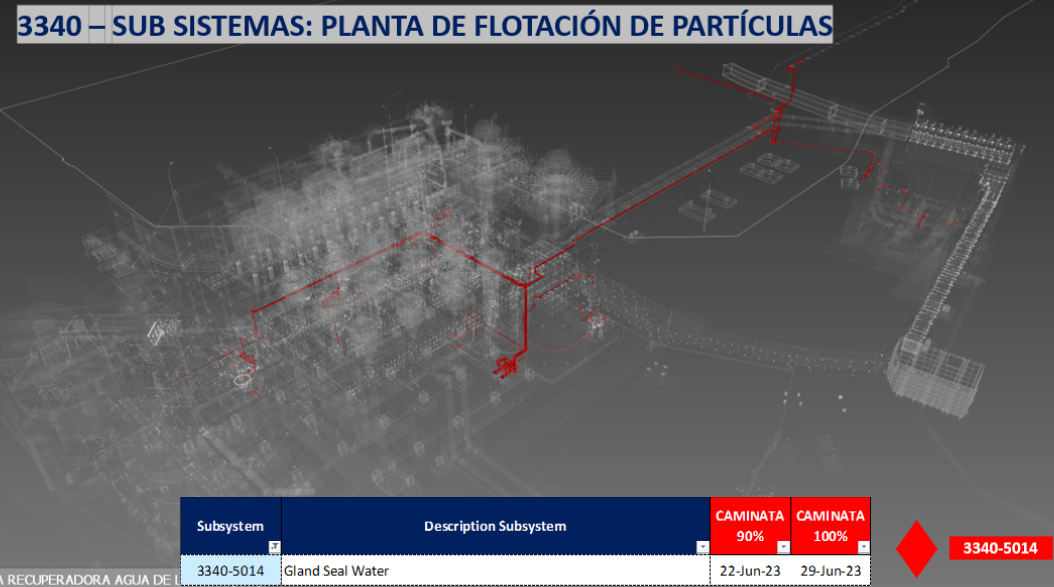 3340 – SUB SISTEMAS: PLANTA DE FLOTACIÓN DE PARTÍCULAS
Subsystem
Description Subsystem
CAMINATA
90%
CAMINATA
100%
3340-5014
Gland Seal Water
22-Jun-23
29-Jun-23
3340-5014
RECUPERADORA AGUA DE